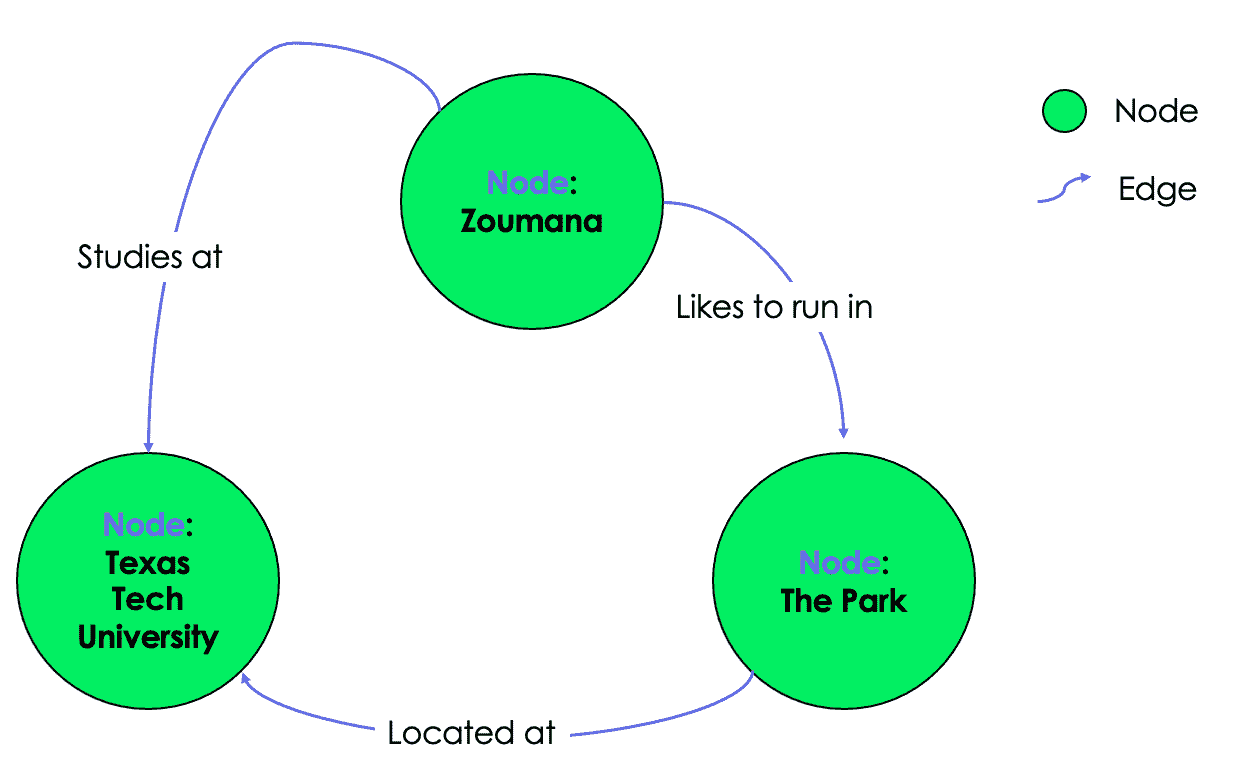 Node
Edge
Node:
Zoumana
Studies at
Likes to run in
Node:
Texas
Tech
University
Node:
The Park
Located at